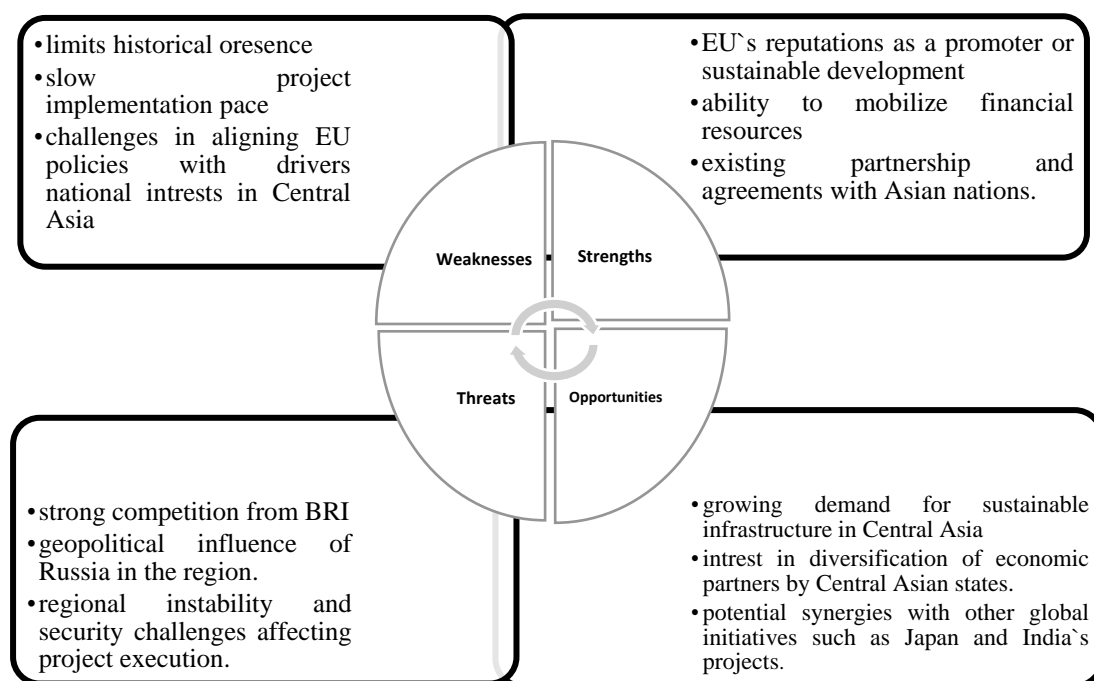 •limits historical oresence
•slow project
implementation pace
•challenges in aligning EU
policies with drivers
national intrests in Central
Asia
•EU`s reputations as a promoter or
sustainable development
•ability to mobilize financial
resources
•existing partnership and
agreements with Asian nations.
Weaknesses
Strengths
Threats
Opportunities
•strong competition from BRI
•geopolitical influence of
Russia in the region.
•regional instability and
security challenges affecting
project execution.
•growing demand for sustainable
infrastructure in Central Asia
•intrest in diversification of economic
partners by Central Asian states.
•potential synergies with other global
initiatives such as Japan and India`s
projects.